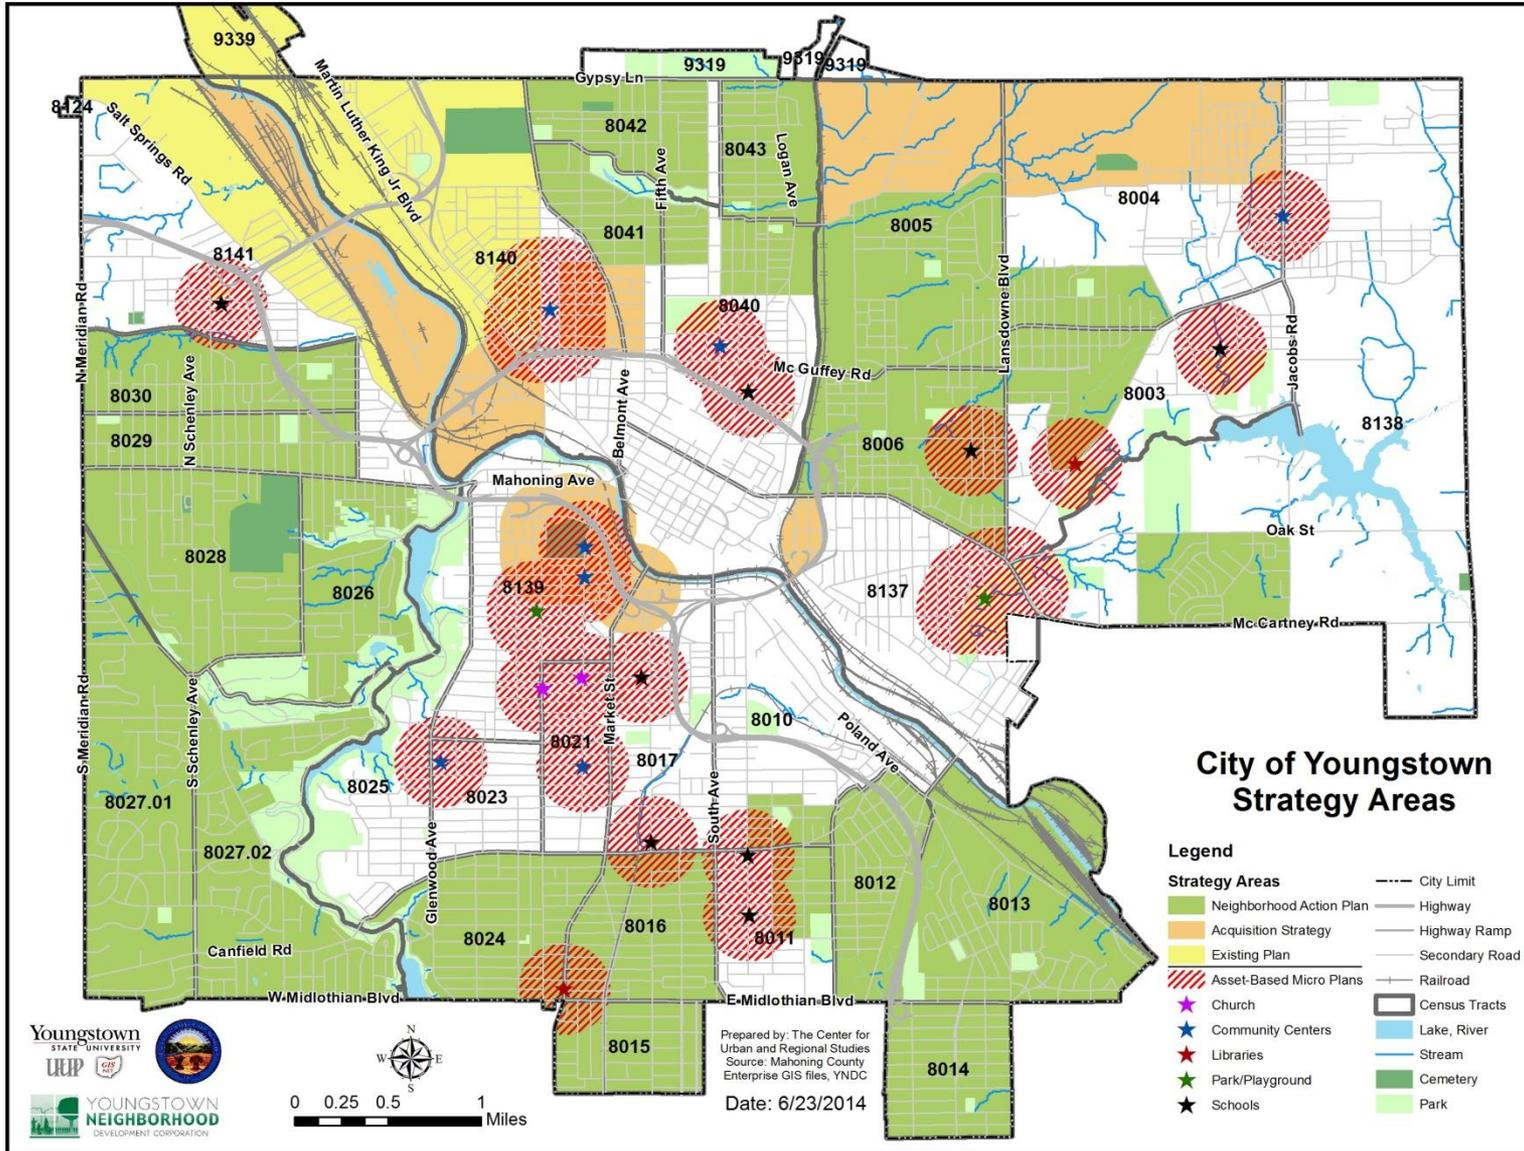 9339
9319
9319
9319
Gypsy Ln
8124
Salt Springs Rd
Martin Luther King Jr Blvd
8042
8043
Logan Ave
Fifth Ave
8004
8005
8041
8141
8140
N Meridian Rd
Lansdowne Blvd
8040
Jacobs Rd
Mc Guffey Rd
8030
N Schenley Ave
8003
Belmont Ave
8029
8006
8138
Mahoning Ave
Oak St
8028
8026
8139
8137
Mc Cartney Rd
S Meridian Rd
S Schenley Ave
Market St
8010
Poland Ave
8021
8017
8025
8023
South Ave
8027.01
8027.02
Glenwood Ave
8012
8013
8016
8011
8024
Canfield Rd
W Midlothian Blvd
E Midlothian Blvd
8015
8014
City of Youngstown
Strategy Areas
Legend
Strategy Areas
Neighborhood Action Plan
Acquisition Strategy
Existing Plan
Asset-Based Micro Plans
Church
Community Centers
Libraries
Park/Playground
Schools
City Limit
Highway
Highway Ramp
Secondary Road
Railroad
Census Tracts
Lake, River
Stream
Cemetery
Park
Youngstown
STATE UNIVERSITY
GIS
YOUNGSTOWN
NEIGHBORHOOD
DEVELOPMENT CORPORATION
N
W E
S
0 0.25 0.5 1
Miles
Prepared by: The Center for
Urban and Regional Studies
Source: Mahoning County
Enterprise GIS files, YNDC
Date: 6/23/2014